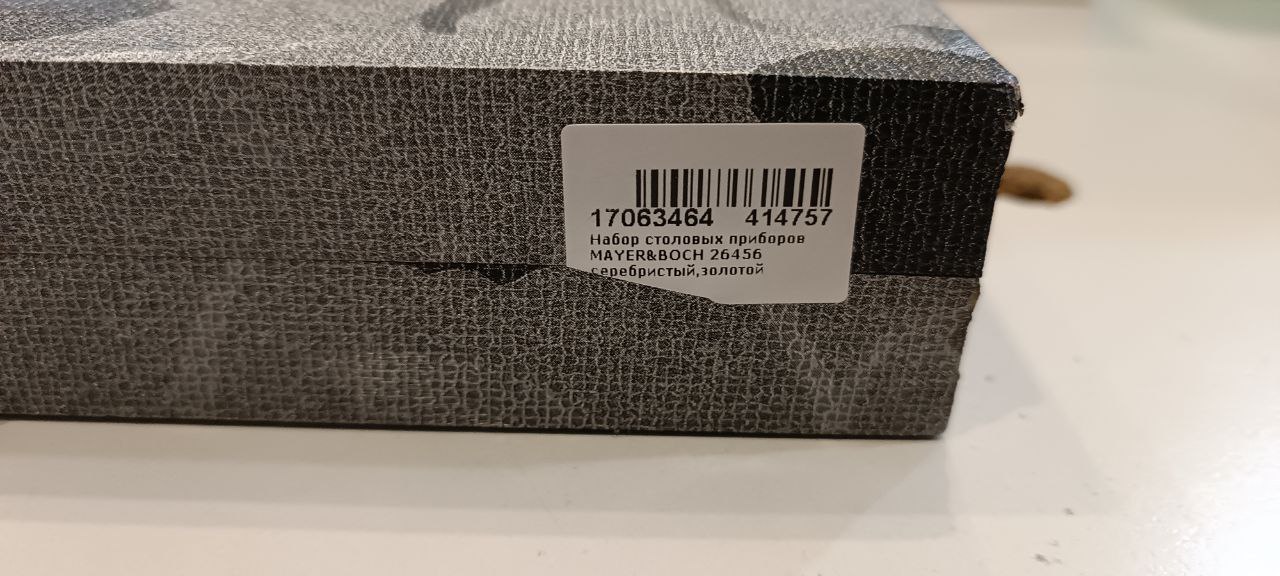 17063464 414757
Набор столовых приборов
MAYER&BOCH 26456
серебристый,золотой